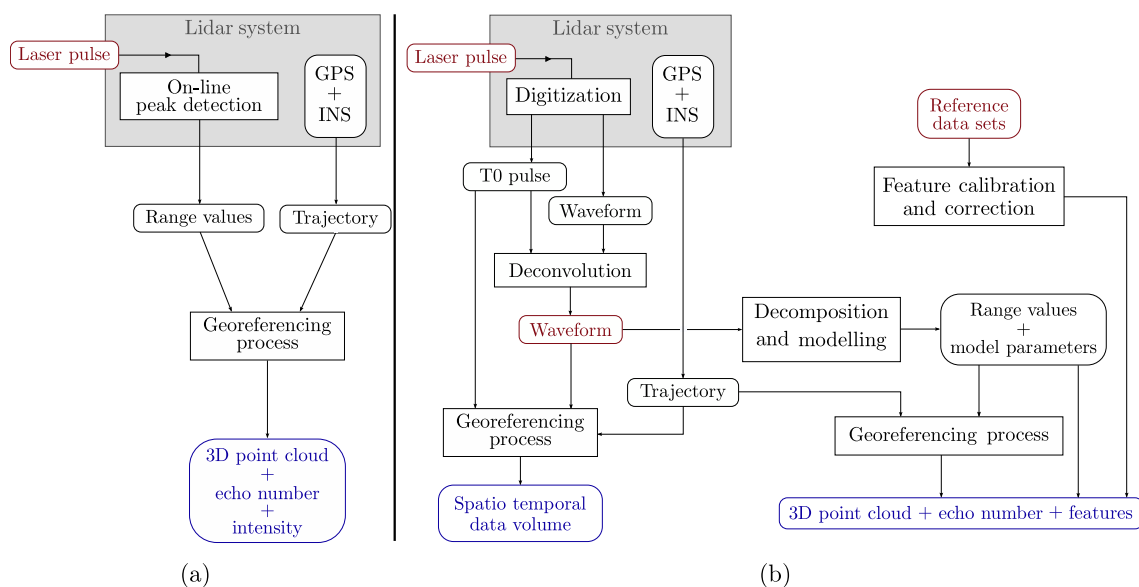 Lidar system
Laser pulse
On-line
peak detection
GPS
+
INS
Range values
Trajectory
Georeferencing
process
3D point cloud
+
echo number
+
intensity
(a)
Lidar system
Laser pulse
Digitization
GPS
+
INS
T0 pulse
Waveform
Deconvolution
Waveform
Decomposition
and modelling
Range values
+
model parameters
Reference
data sets
Feature calibration
and correction
Trajectory
Georeferencing
process
Georeferencing process
Spatio temporal
data volume
3D point cloud + echo number + features
(b)